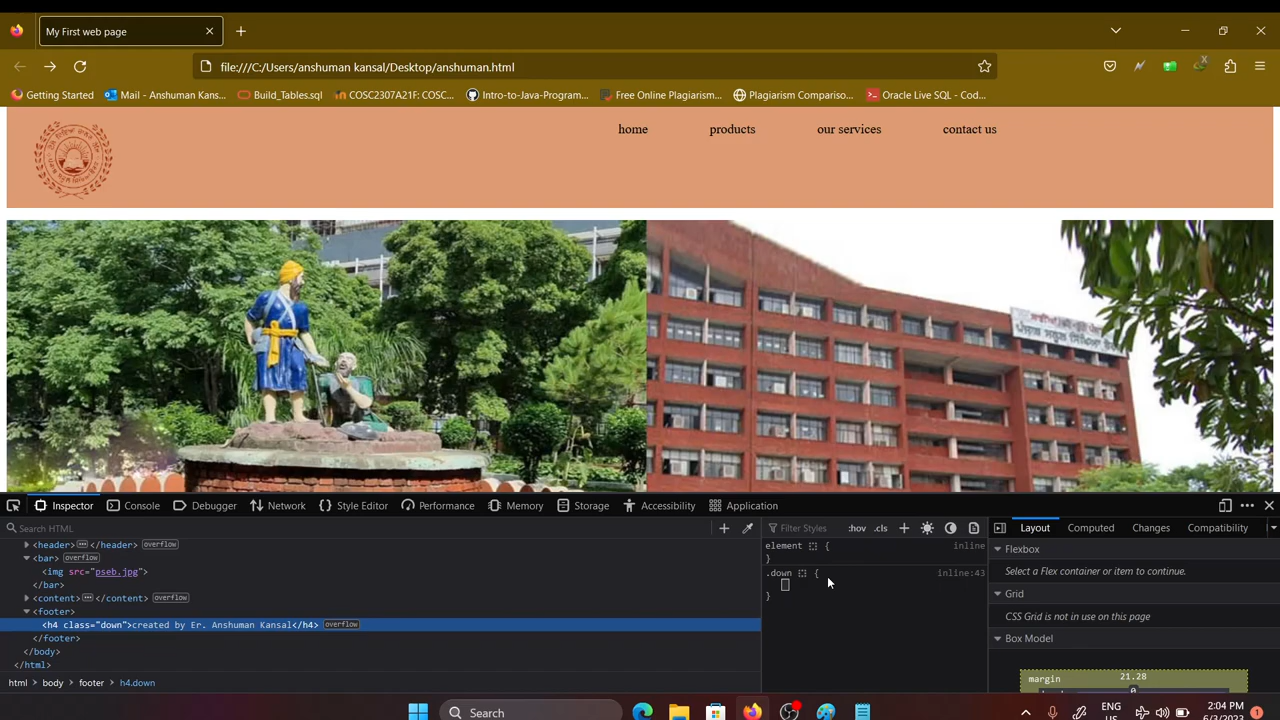 My First web page
file:///C:/Users/anshuman kansal/Desktop/anshuman.html
Getting Started
Mail - Anshuman Kans...
Build_Tables.sql
COSC2307A21F: COSC...
Intro-to-Java-Program...
Free Online Plagiarism...
Plagiarism Compariso...
Oracle Live SQL - Cod...
home products our services contact us
Inspector Console Debugger Network Style Editor Performance Memory Storage Accessibility Application
Search HTML
<header> </header> overflow
<bar> overflow
<img src="pseb.jpg">
</bar>
<content> </content> overflow
<footer>
<h4 class="down">created by Er. Anshuman Kansal</h4> overflow
</footer>
</body>
</html>
html body footer h4.down
Filter Styles :hov .cls
element { inline
}
.down { inline:43
}
Layout Computed Changes Compatibility
Flexbox
Select a Flex container or item to continue.
Grid
CSS Grid is not in use on this page
Box Model
margin 21.28
0
Search
ENG
US
2:04 PM
6/3/2023
1